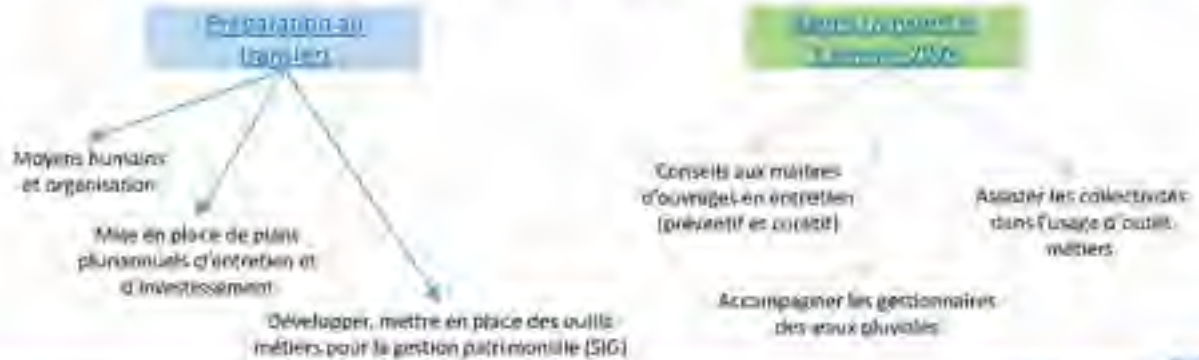 Préparation au
transfert
Moyens humains
et organisation
Mise en place de plans
pluriannuels d'entretien et
d'investissement
Développer, mettre en place des outils
métiers pour la gestion patrimoniale (SIG)
Conseils aux maîtres
d'ouvrages en entretien
(préventif et curatif)
Assister les collectivités
dans l'usage d'outils
métiers
Accompagner les gestionnaires
des eaux pluviales